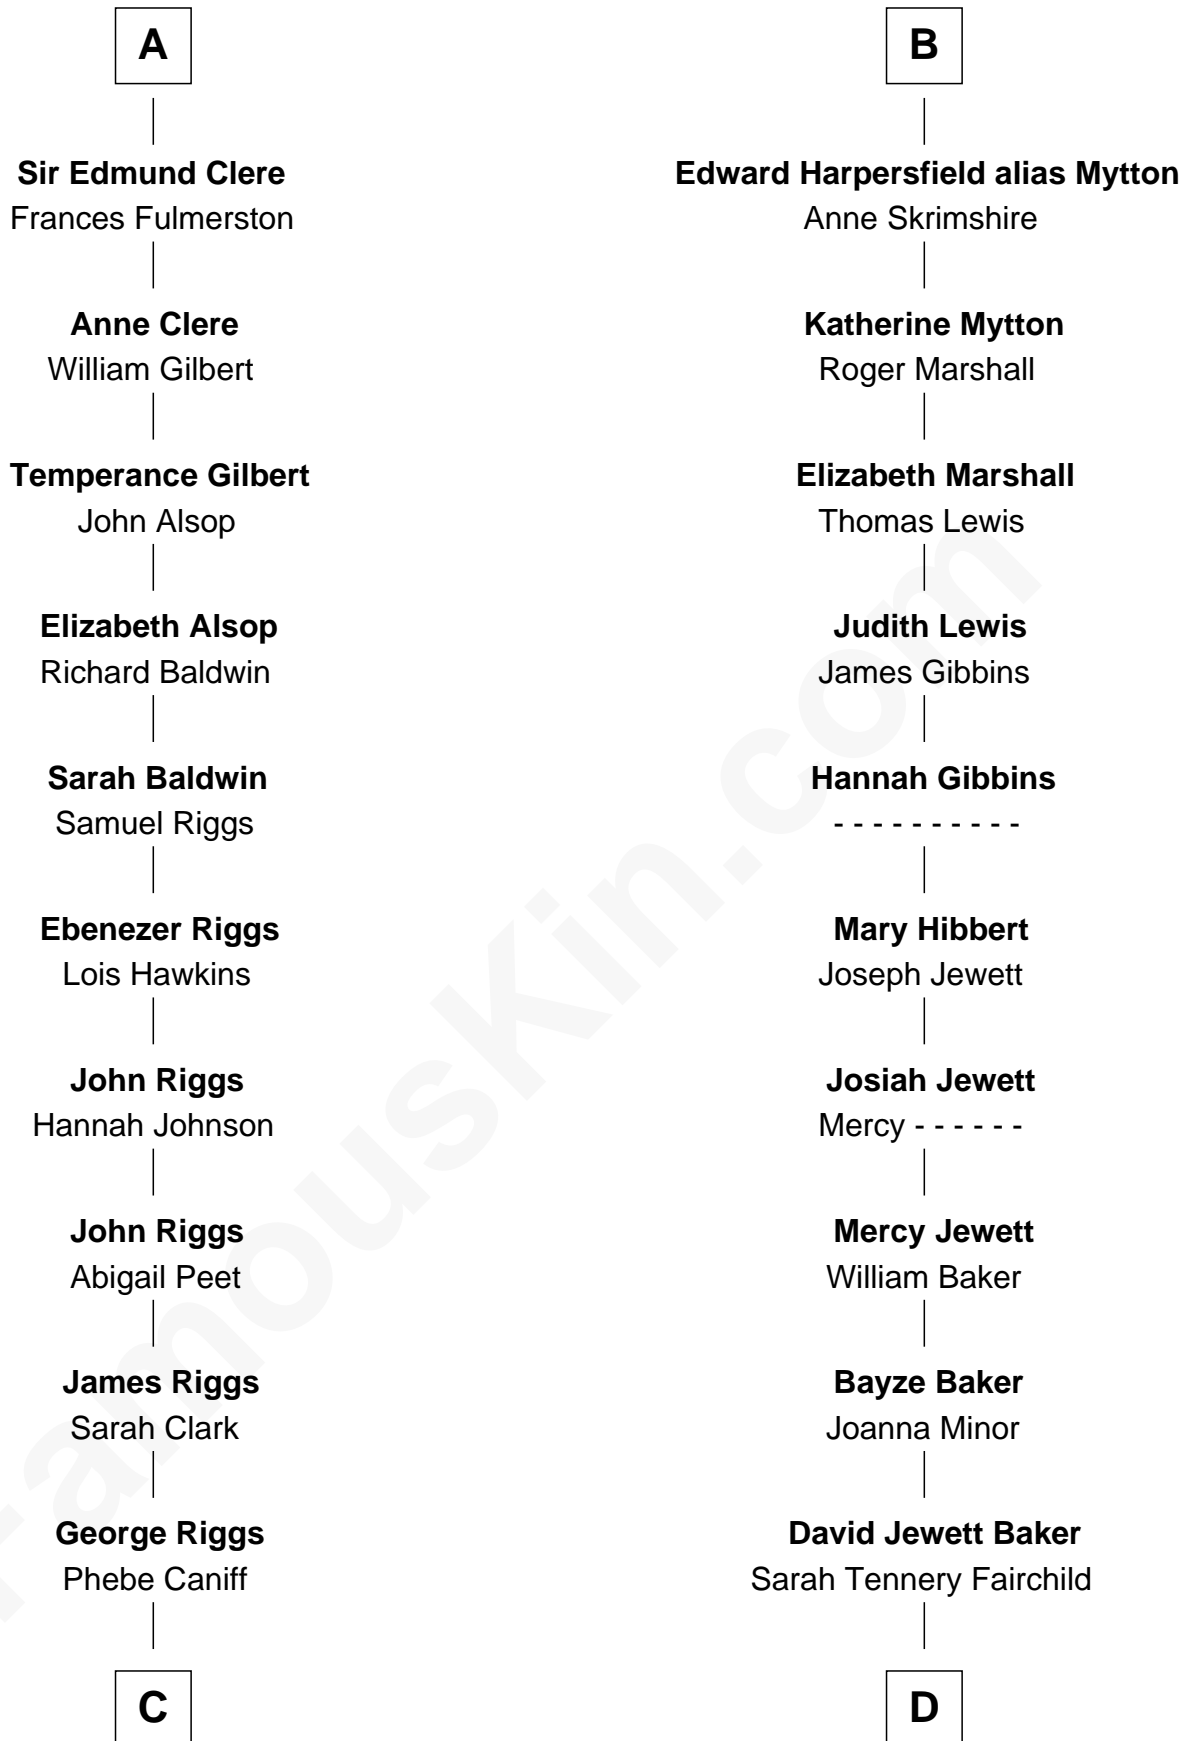 A
Sir Edmund Clere
Frances Fulmerston
Anne Clere
William Gilbert
Temperance Gilbert
John Alsop
Elizabeth Alsop
Richard Baldwin
Sarah Baldwin
Samuel Riggs
Ebenezer Riggs
Lois Hawkins
John Riggs
Hannah Johnson
John Riggs
Abigail Peet
James Riggs
Sarah Clark
George Riggs
Phebe Caniff
C
B
Edward Harpersfield alias Mytton
Anne Skrimshire
Katherine Mytton
Roger Marshall
Elizabeth Marshall
Thomas Lewis
Judith Lewis
James Gibbins
Hannah Gibbins
- - - - - - - - - -
Mary Hibbert
Joseph Jewett
Josiah Jewett
Mercy - - - - - -
Mercy Jewett
William Baker
Bayze Baker
Joanna Minor
David Jewett Baker
Sarah Tennery Fairchild
D
FamousKin.com